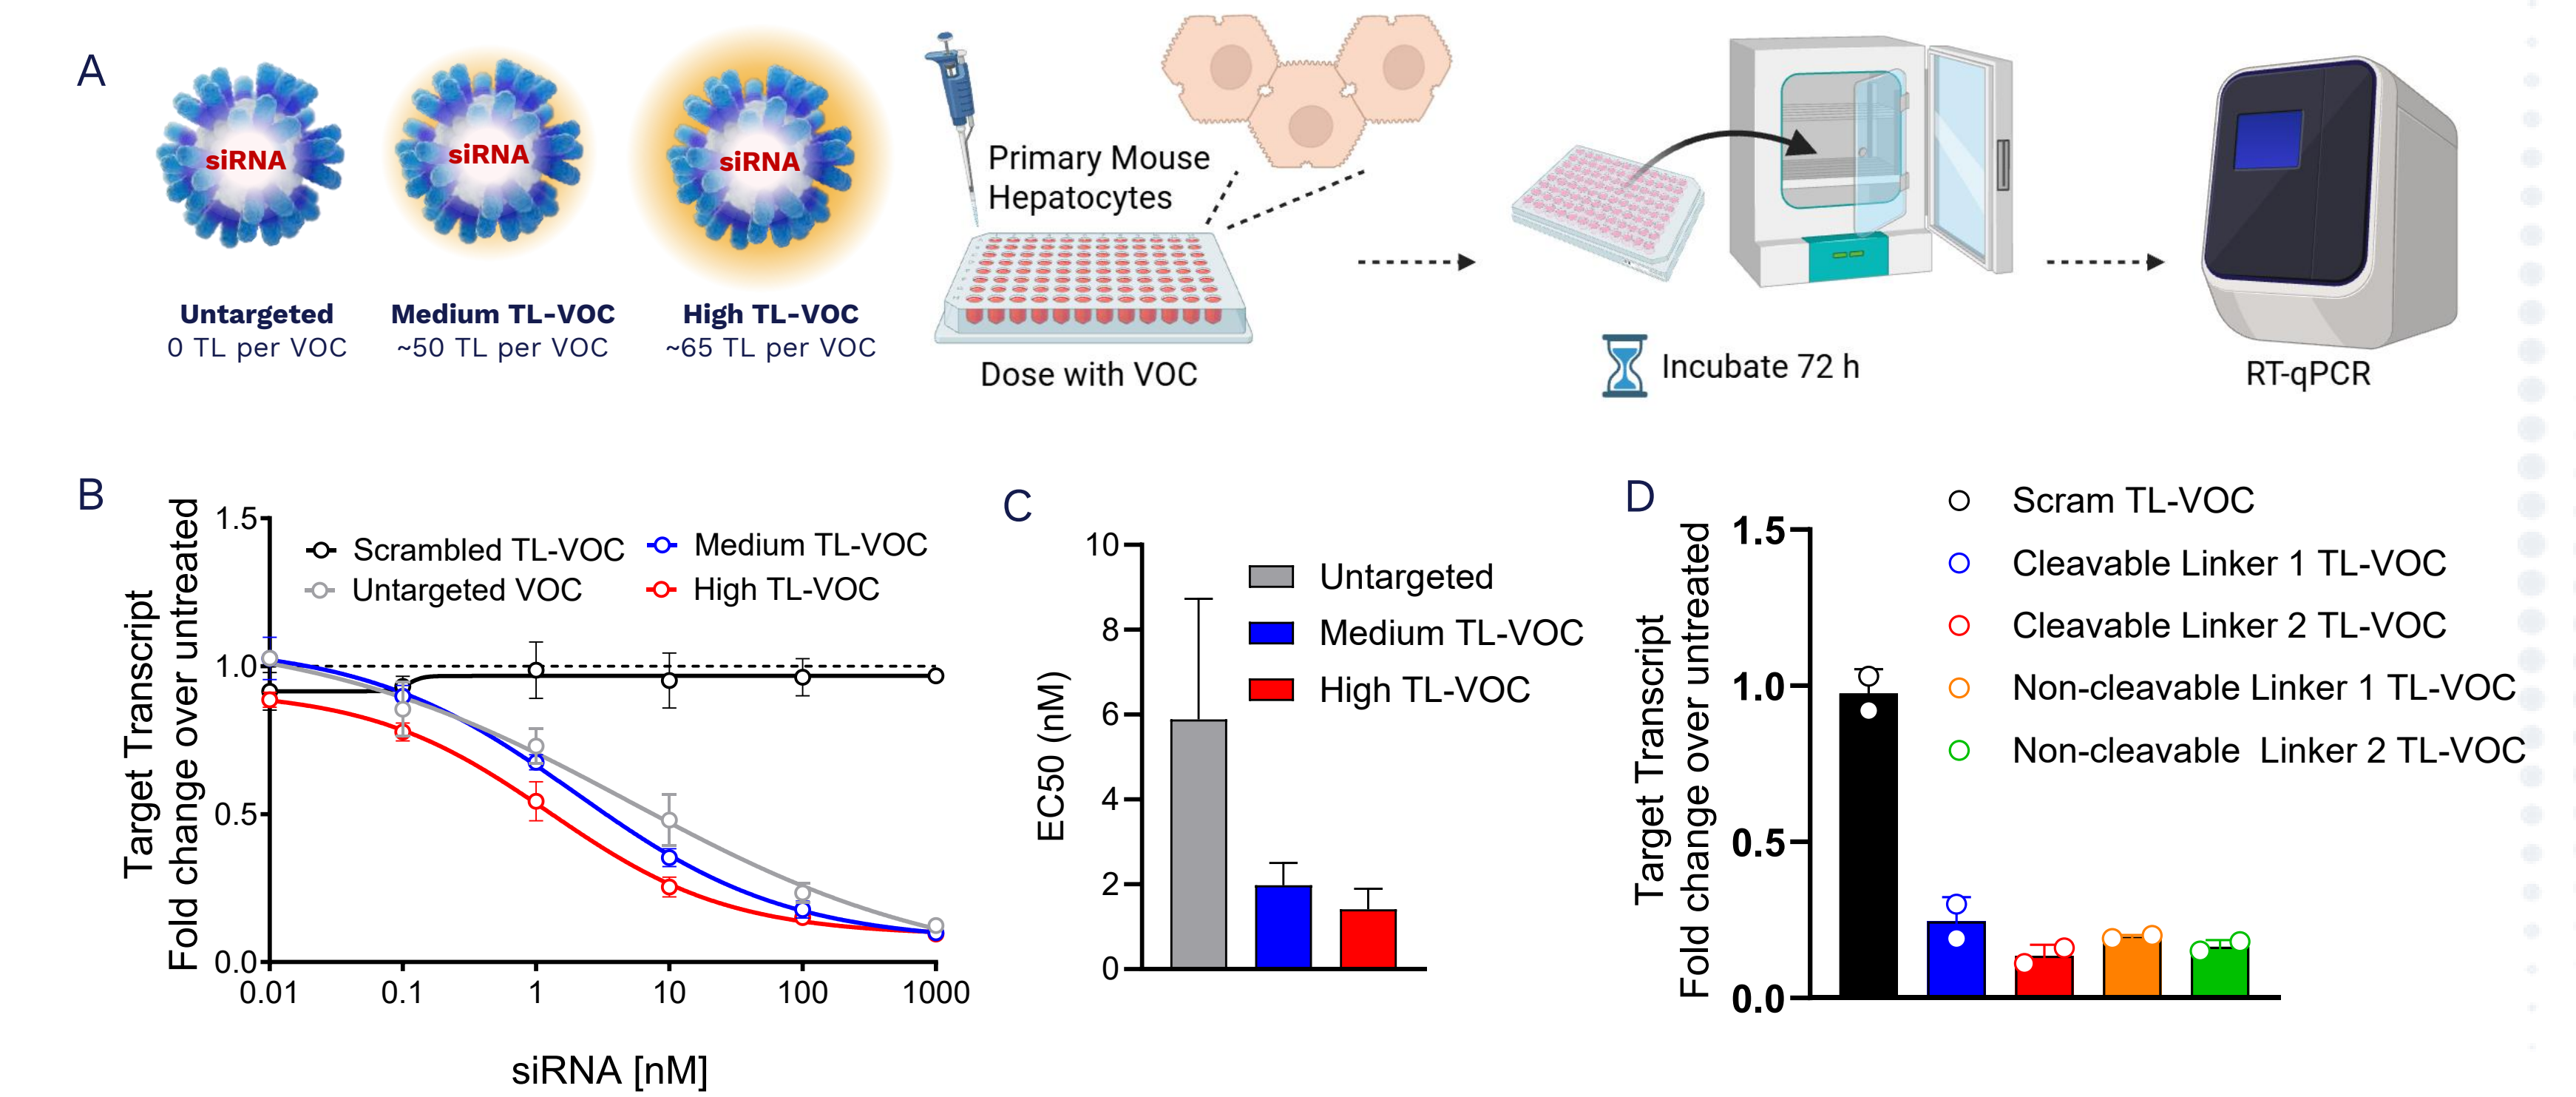 A
siRNA
siRNA
siRNA
Untargeted
0 TL per VOC
Medium TL-VOC
~50 TL per VOC
High TL-VOC
~65 TL per VOC
Primary Mouse
Hepatocytes
Dose with VOC
Incubate 72 h
RT-qPCR
B
Target Transcript
Fold change over untreated
1.5
1.0
0.5
0.0
Scrambled TL-VOC
Untargeted VOC
Medium TL-VOC
High TL-VOC
0.01
0.1
1
10
100
1000
siRNA [nM]
C
EC50 (nM)
10
8
6
4
2
0
Untargeted
Medium TL-VOC
High TL-VOC
D
Target Transcript
Fold change over untreated
1.5
1.0
0.5
0.0
Scram TL-VOC
Cleavable Linker 1 TL-VOC
Cleavable Linker 2 TL-VOC
Non-cleavable Linker 1 TL-VOC
Non-cleavable  Linker 2 TL-VOC